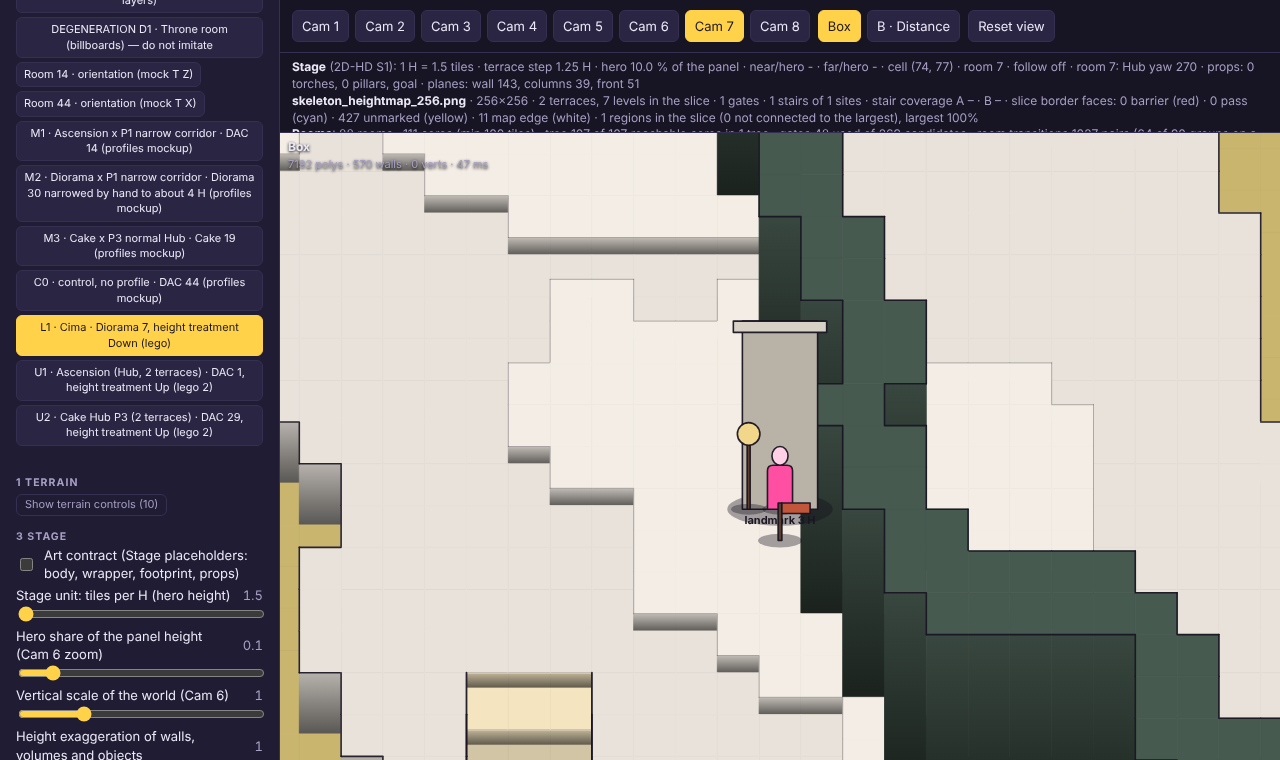 layers)
DEGENERATION D1 · Throne room
(billboards) — do not imitate
Room 14 · orientation (mock T Z)
Room 44 · orientation (mock T X)
M1 · Ascension x P1 narrow corridor · DAC
14 (profiles mockup)
M2 · Diorama x P1 narrow corridor · Diorama
30 narrowed by hand to about 4 H (profiles
mockup)
M3 · Cake x P3 normal Hub · Cake 19
(profiles mockup)
C0 · control, no profile · DAC 44 (profiles
mockup)
L1 · Cima · Diorama 7, height treatment
Down (lego)
U1 · Ascension (Hub, 2 terraces) · DAC 1,
height treatment Up (lego 2)
U2 · Cake Hub P3 (2 terraces) · DAC 29,
height treatment Up (lego 2)
1 TERRAIN
Show terrain controls (10)
3 STAGE
Art contract (Stage placeholders:
body, wrapper, footprint, props)
Stage unit: tiles per H (hero height) 1.5
Hero share of the panel height
(Cam 6 zoom) 0.1
Vertical scale of the world (Cam 6) 1
Height exaggeration of walls,
volumes and objects 1
Cam 1 Cam 2 Cam 3 Cam 4 Cam 5 Cam 6 Cam 7 Cam 8 Box B · Distance Reset view
Stage (2D-HD S1): 1 H = 1.5 tiles · terrace step 1.25 H · hero 10.0 % of the panel · near/hero - · far/hero - · cell (74, 77) · room 7 · follow off · room 7: Hub yaw 270 · props: 0
torches, 0 pillars, goal · planes: wall 143, columns 39, front 51
skeleton_heightmap_256.png · 256×256 · 2 terraces, 7 levels in the slice · 1 gates · 1 stairs of 1 sites · stair coverage A – · B – · slice border faces: 0 barrier (red) · 0 pass
(cyan) · 427 unmarked (yellow) · 11 map edge (white) · 1 regions in the slice (0 not connected to the largest), largest 100%
Box
7192 polys · 570 walls · 0 verts · 47 ms
landmark 3 H